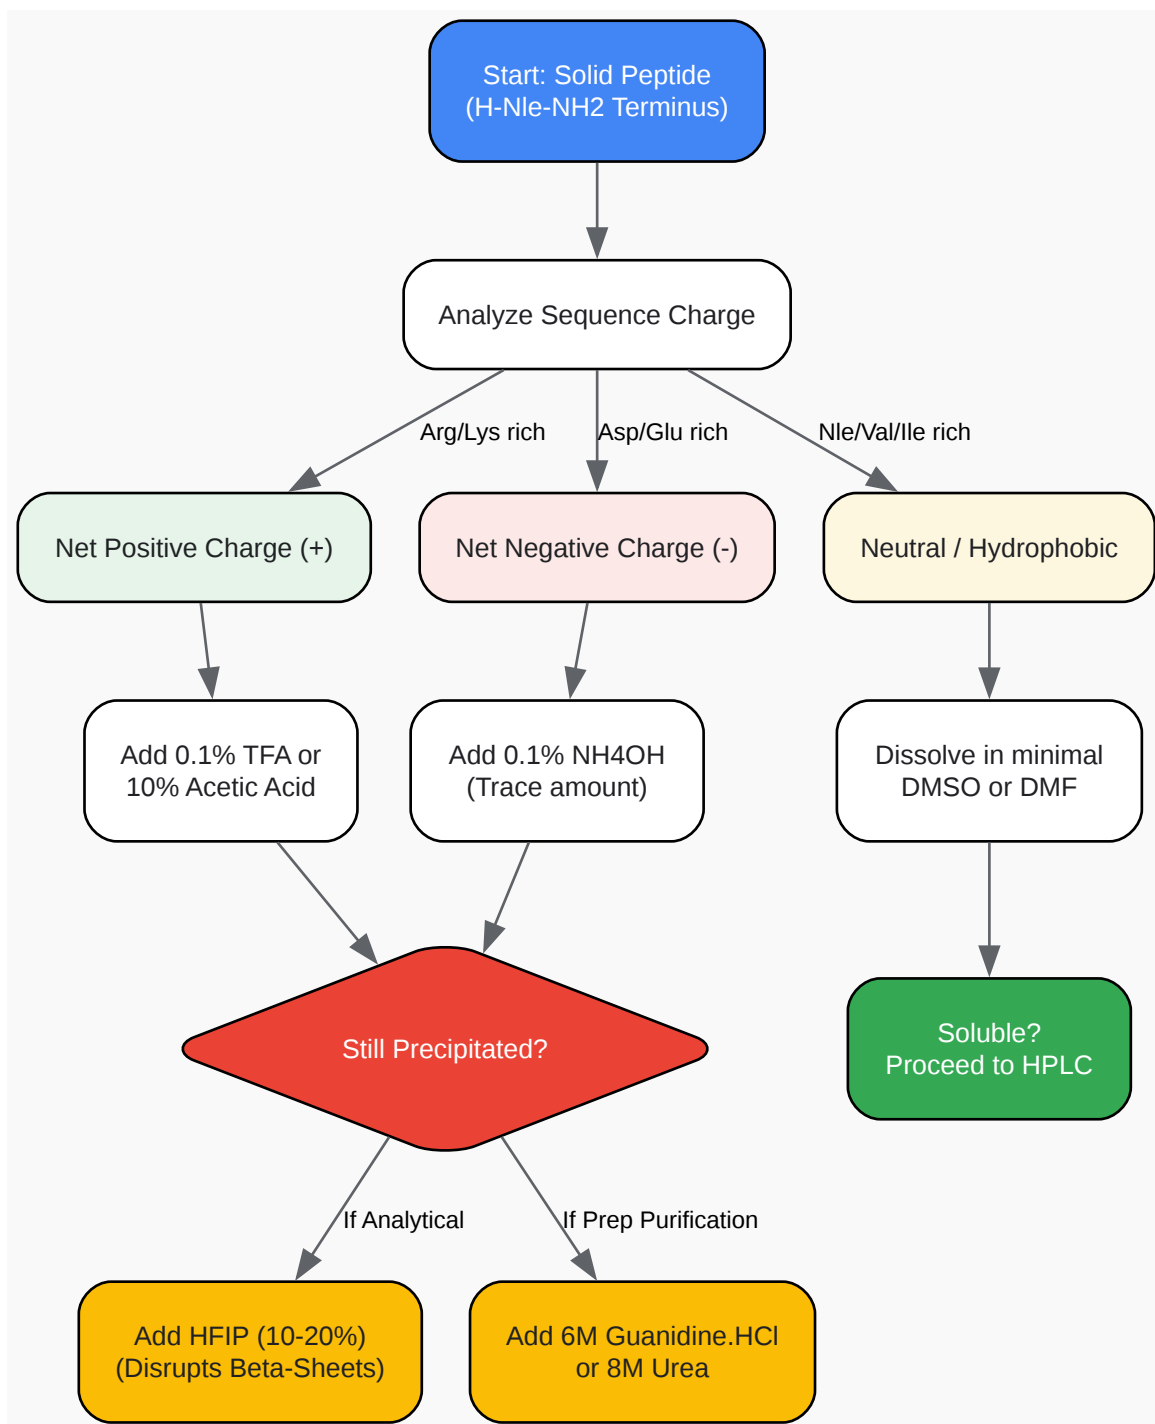 Start: Solid Peptide
(H-Nle-NH2 Terminus)
Analyze Sequence Charge
Arg/Lys rich
Asp/Glu rich
Nle/Val/Ile rich
Net Positive Charge (+)
Net Negative Charge (-)
Neutral / Hydrophobic
Add 0.1% TFA or
10% Acetic Acid
Add 0.1% NH4OH
(Trace amount)
Dissolve in minimal
DMSO or DMF
Still Precipitated?
Soluble?
Proceed to HPLC
If Analytical
If Prep Purification
Add HFIP (10-20%)
(Disrupts Beta-Sheets)
Add 6M Guanidine.HCl
or 8M Urea